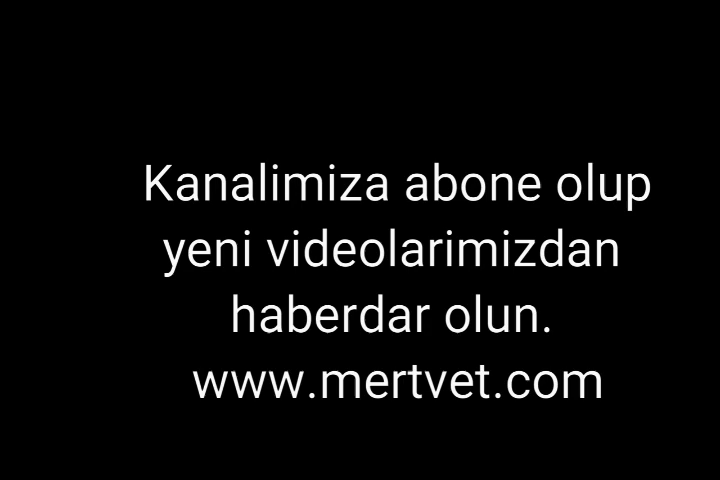 Kanalimiza abone olup
yeni videolarimizdan
haberdar olun.
www.mertvet.com